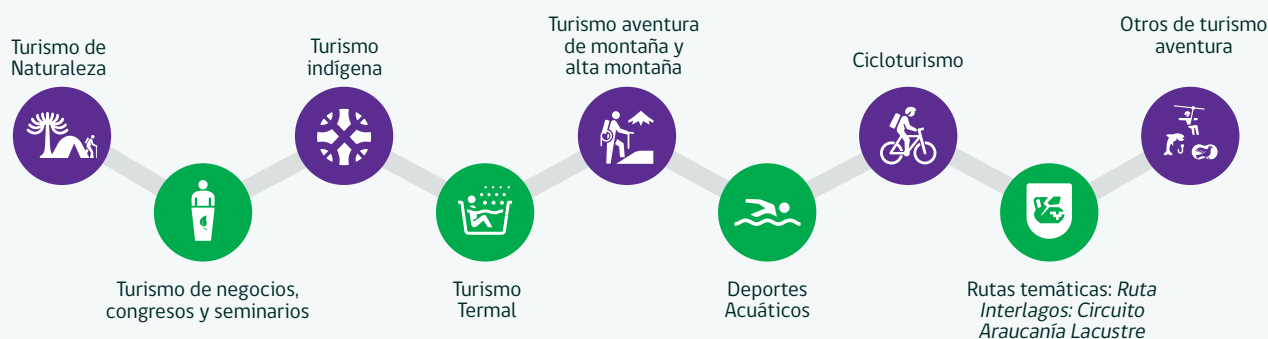 Turismo de
Naturaleza
Turismo de negocios,
congresos y seminarios
Turismo
indígena
Turismo
Termal
Turismo aventura
de montaña y
alta montaña
Deportes
Acuáticos
Cicloturismo
Rutas temáticas: Ruta
Interlagos: Circuito
Araucanía Lacustre
Otros de turismo
aventura